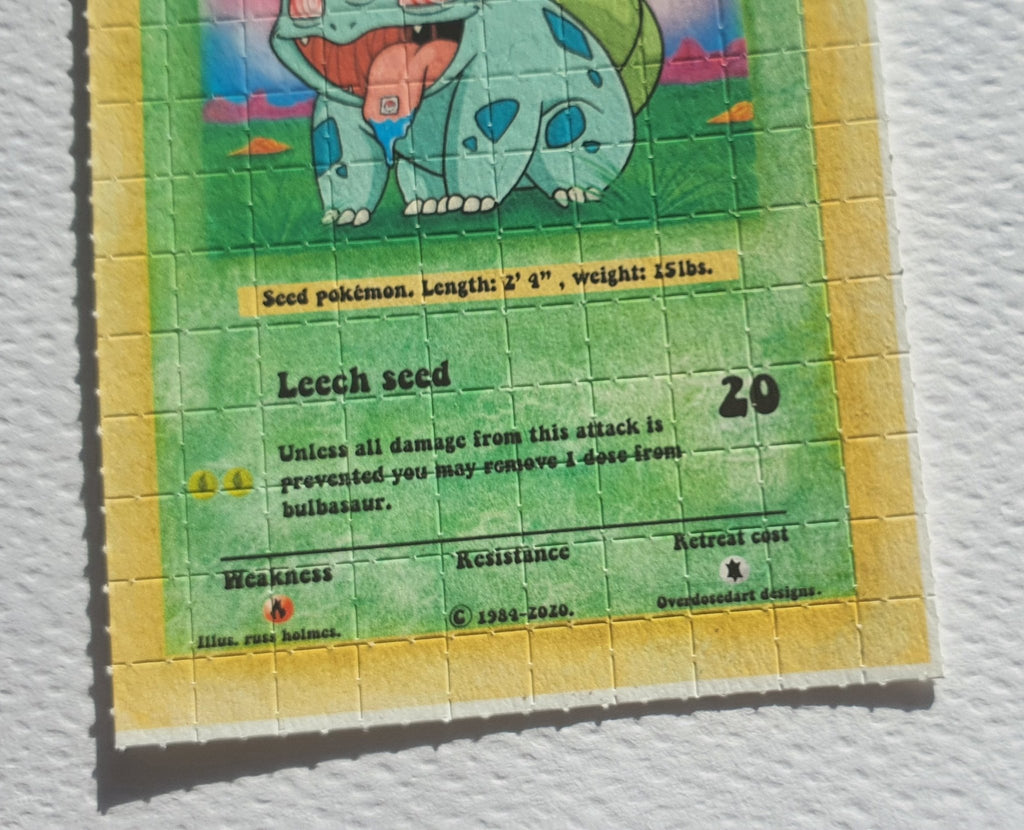 Seed pokémon. Length: 2' 4", weight: 15lbs.
Leech seed
20
Unless all damage from this attack is
prevented you may remove 1 dose from
bulbasaur.
Weakness
Resistance
Retreat cost
Illus. russ holmes.
© 1984-2020.
Overdosedart designs.